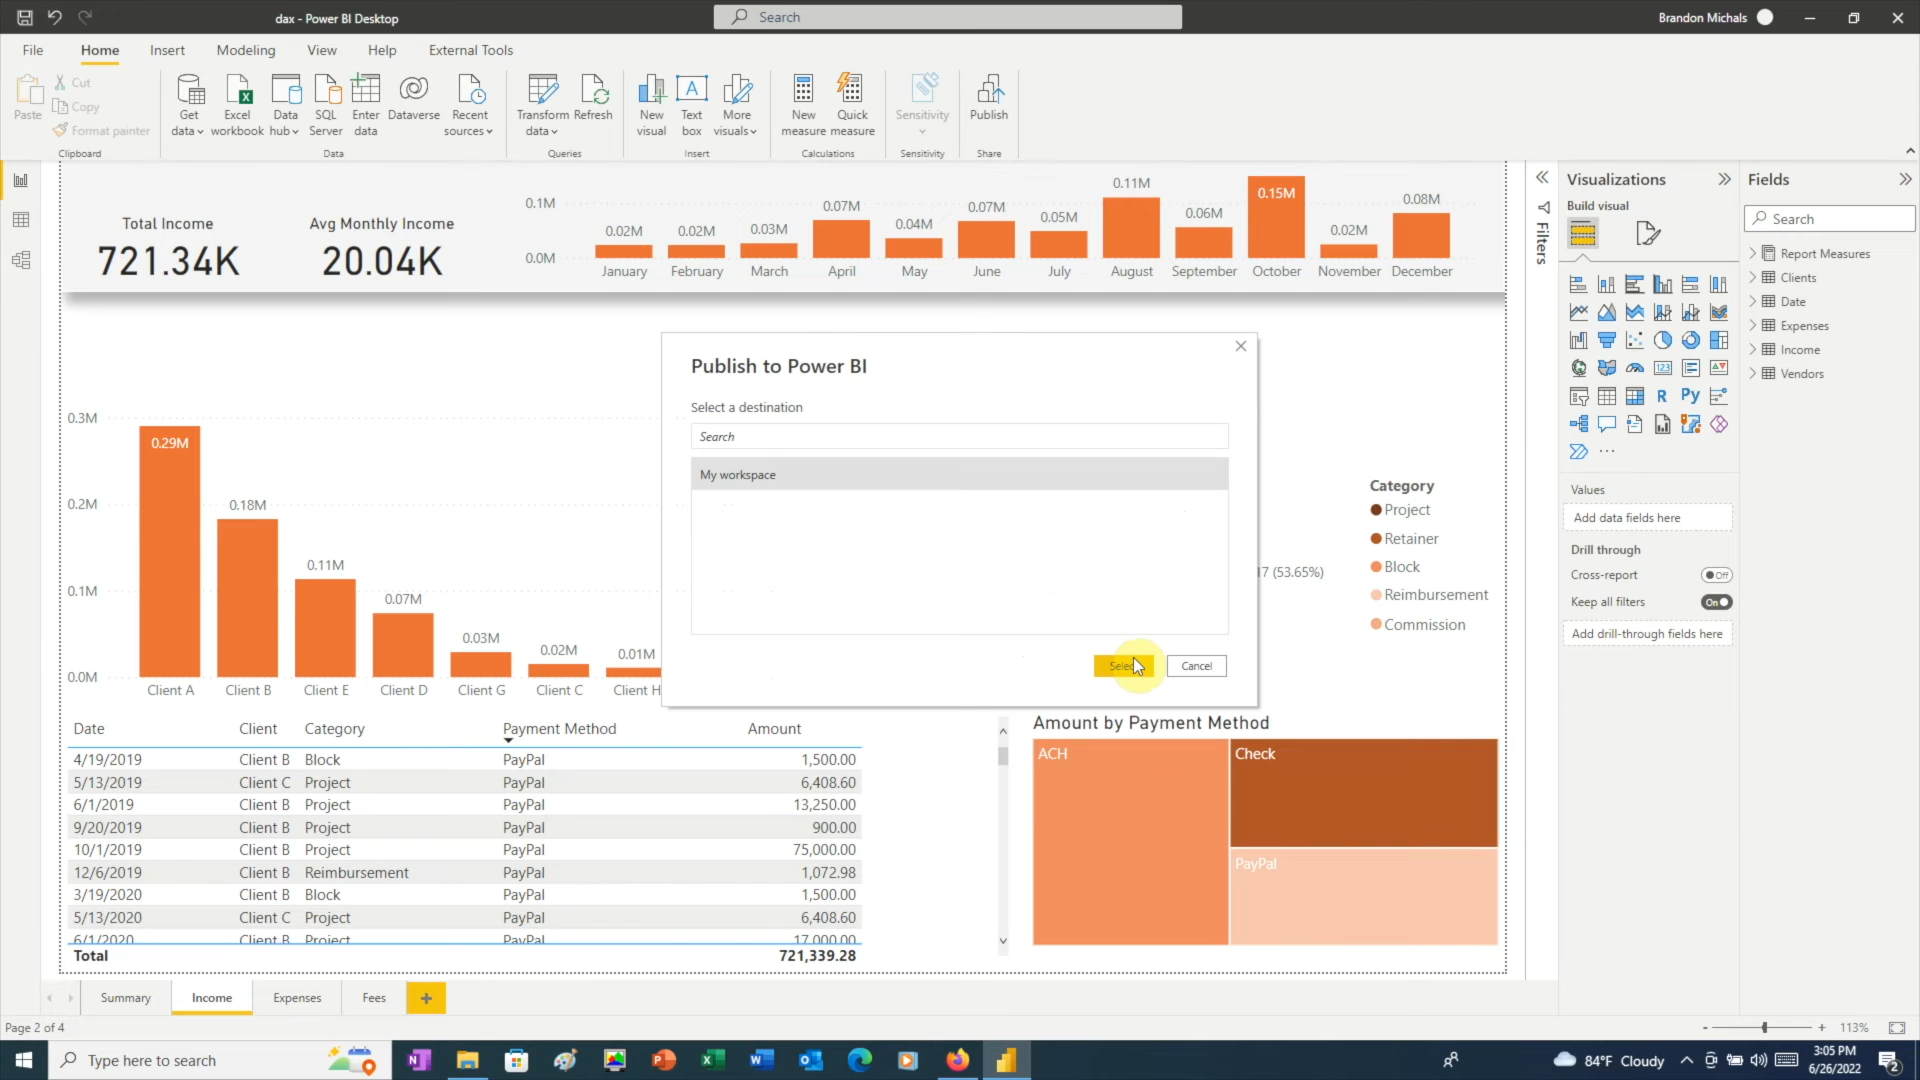 dax - Power BI Desktop
Search
Brandon Michals
File Home Insert Modeling View Help External Tools
Paste
Cut
Copy
Format painter
Clipboard
Get data
Excel workbook
Data hub
SQL Server
Enter data
Dataverse
Recent sources
Data
Transform data
Refresh
Queries
New visual
Text box
More visuals
Insert
New measure
Quick measure
Calculations
Sensitivity
Sensitivity
Publish
Share
Total Income
721.34K
Avg Monthly Income
20.04K
0.1M
0.0M
0.02M 0.02M 0.03M 0.07M 0.04M 0.07M 0.05M 0.11M 0.06M 0.15M 0.02M 0.08M
January February March April May June July August September October November December
0.3M
0.2M
0.1M
0.0M
0.29M 0.18M 0.11M 0.07M 0.03M 0.02M 0.01M
Client A Client B Client E Client D Client G Client C Client H
Publish to Power BI
Select a destination
Search
My workspace
Select
Cancel
17 (53.65%)
Category
Project
Retainer
Block
Reimbursement
Commission
Date Client Category Payment Method Amount
4/19/2019 Client B Block PayPal 1,500.00
5/13/2019 Client C Project PayPal 6,408.60
6/1/2019 Client B Project PayPal 13,250.00
9/20/2019 Client B Project PayPal 900.00
10/1/2019 Client B Project PayPal 75,000.00
12/6/2019 Client B Reimbursement PayPal 1,072.98
3/19/2020 Client B Block PayPal 1,500.00
5/13/2020 Client C Project PayPal 6,408.60
6/1/2020 Client B Project PayPal 17,000.00
Total 721,339.28
Amount by Payment Method
ACH
Check
PayPal
Filters
Visualizations
Build visual
123
R
Py
Values
Add data fields here
Drill through
Cross-report Off
Keep all filters On
Add drill-through fields here
Fields
Search
Report Measures
Clients
Date
Expenses
Income
Vendors
Summary Income Expenses Fees +
Page 2 of 4
- + 113%
Type here to search
84°F Cloudy
3:05 PM
6/26/2022
2